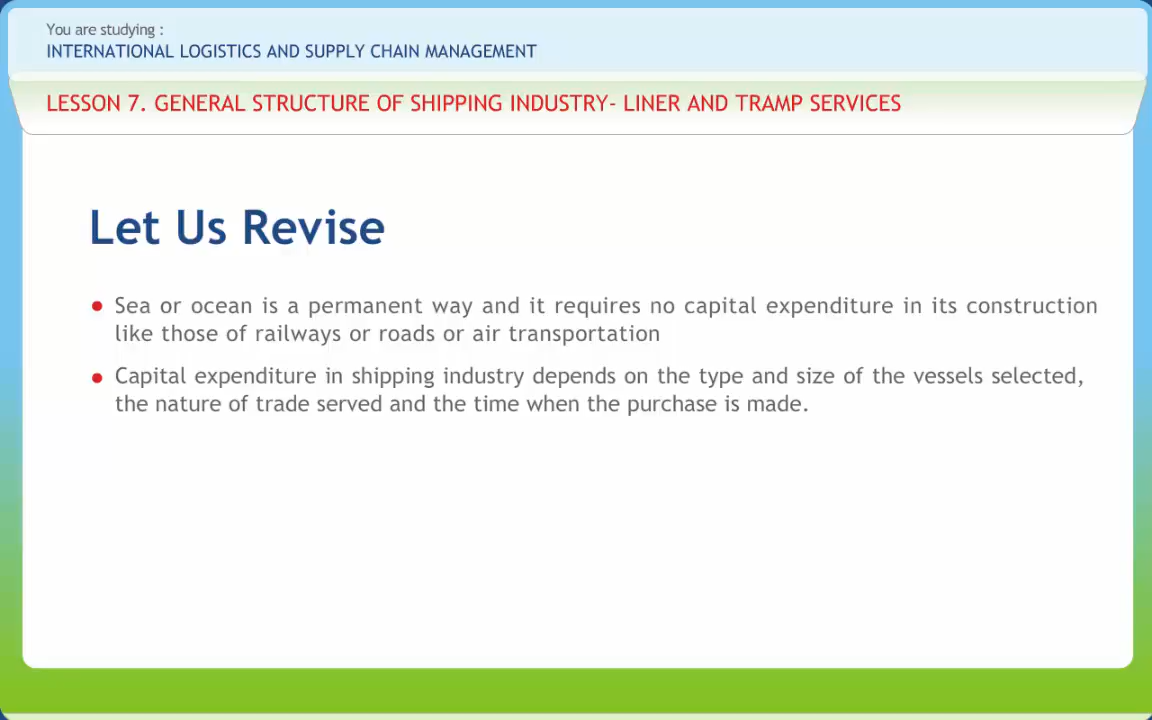 You are studying :
INTERNATIONAL LOGISTICS AND SUPPLY CHAIN MANAGEMENT
LESSON 7. GENERAL STRUCTURE OF SHIPPING INDUSTRY- LINER AND TRAMP SERVICES
Let Us Revise
• Sea or ocean is a permanent way and it requires no capital expenditure in its construction
like those of railways or roads or air transportation
• Capital expenditure in shipping industry depends on the type and size of the vessels selected,
the nature of trade served and the time when the purchase is made.